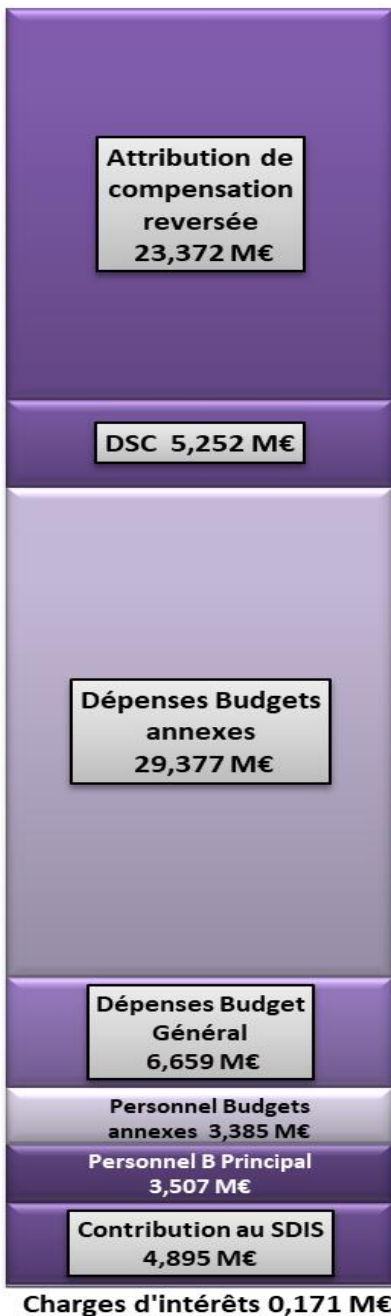 Attribution de
compensation
reversée
23,372 M€
DSC 5,252 M€
Dépenses Budgets
annexes
29,377 M€
Dépenses Budget
Général
6,659 M€
Personnel Budgets
annexes 3,385 M€
Personnel B Principal
3,507 M€
Contribution au SDIS
4,895 M€
Charges d'intérêts 0,171 M€